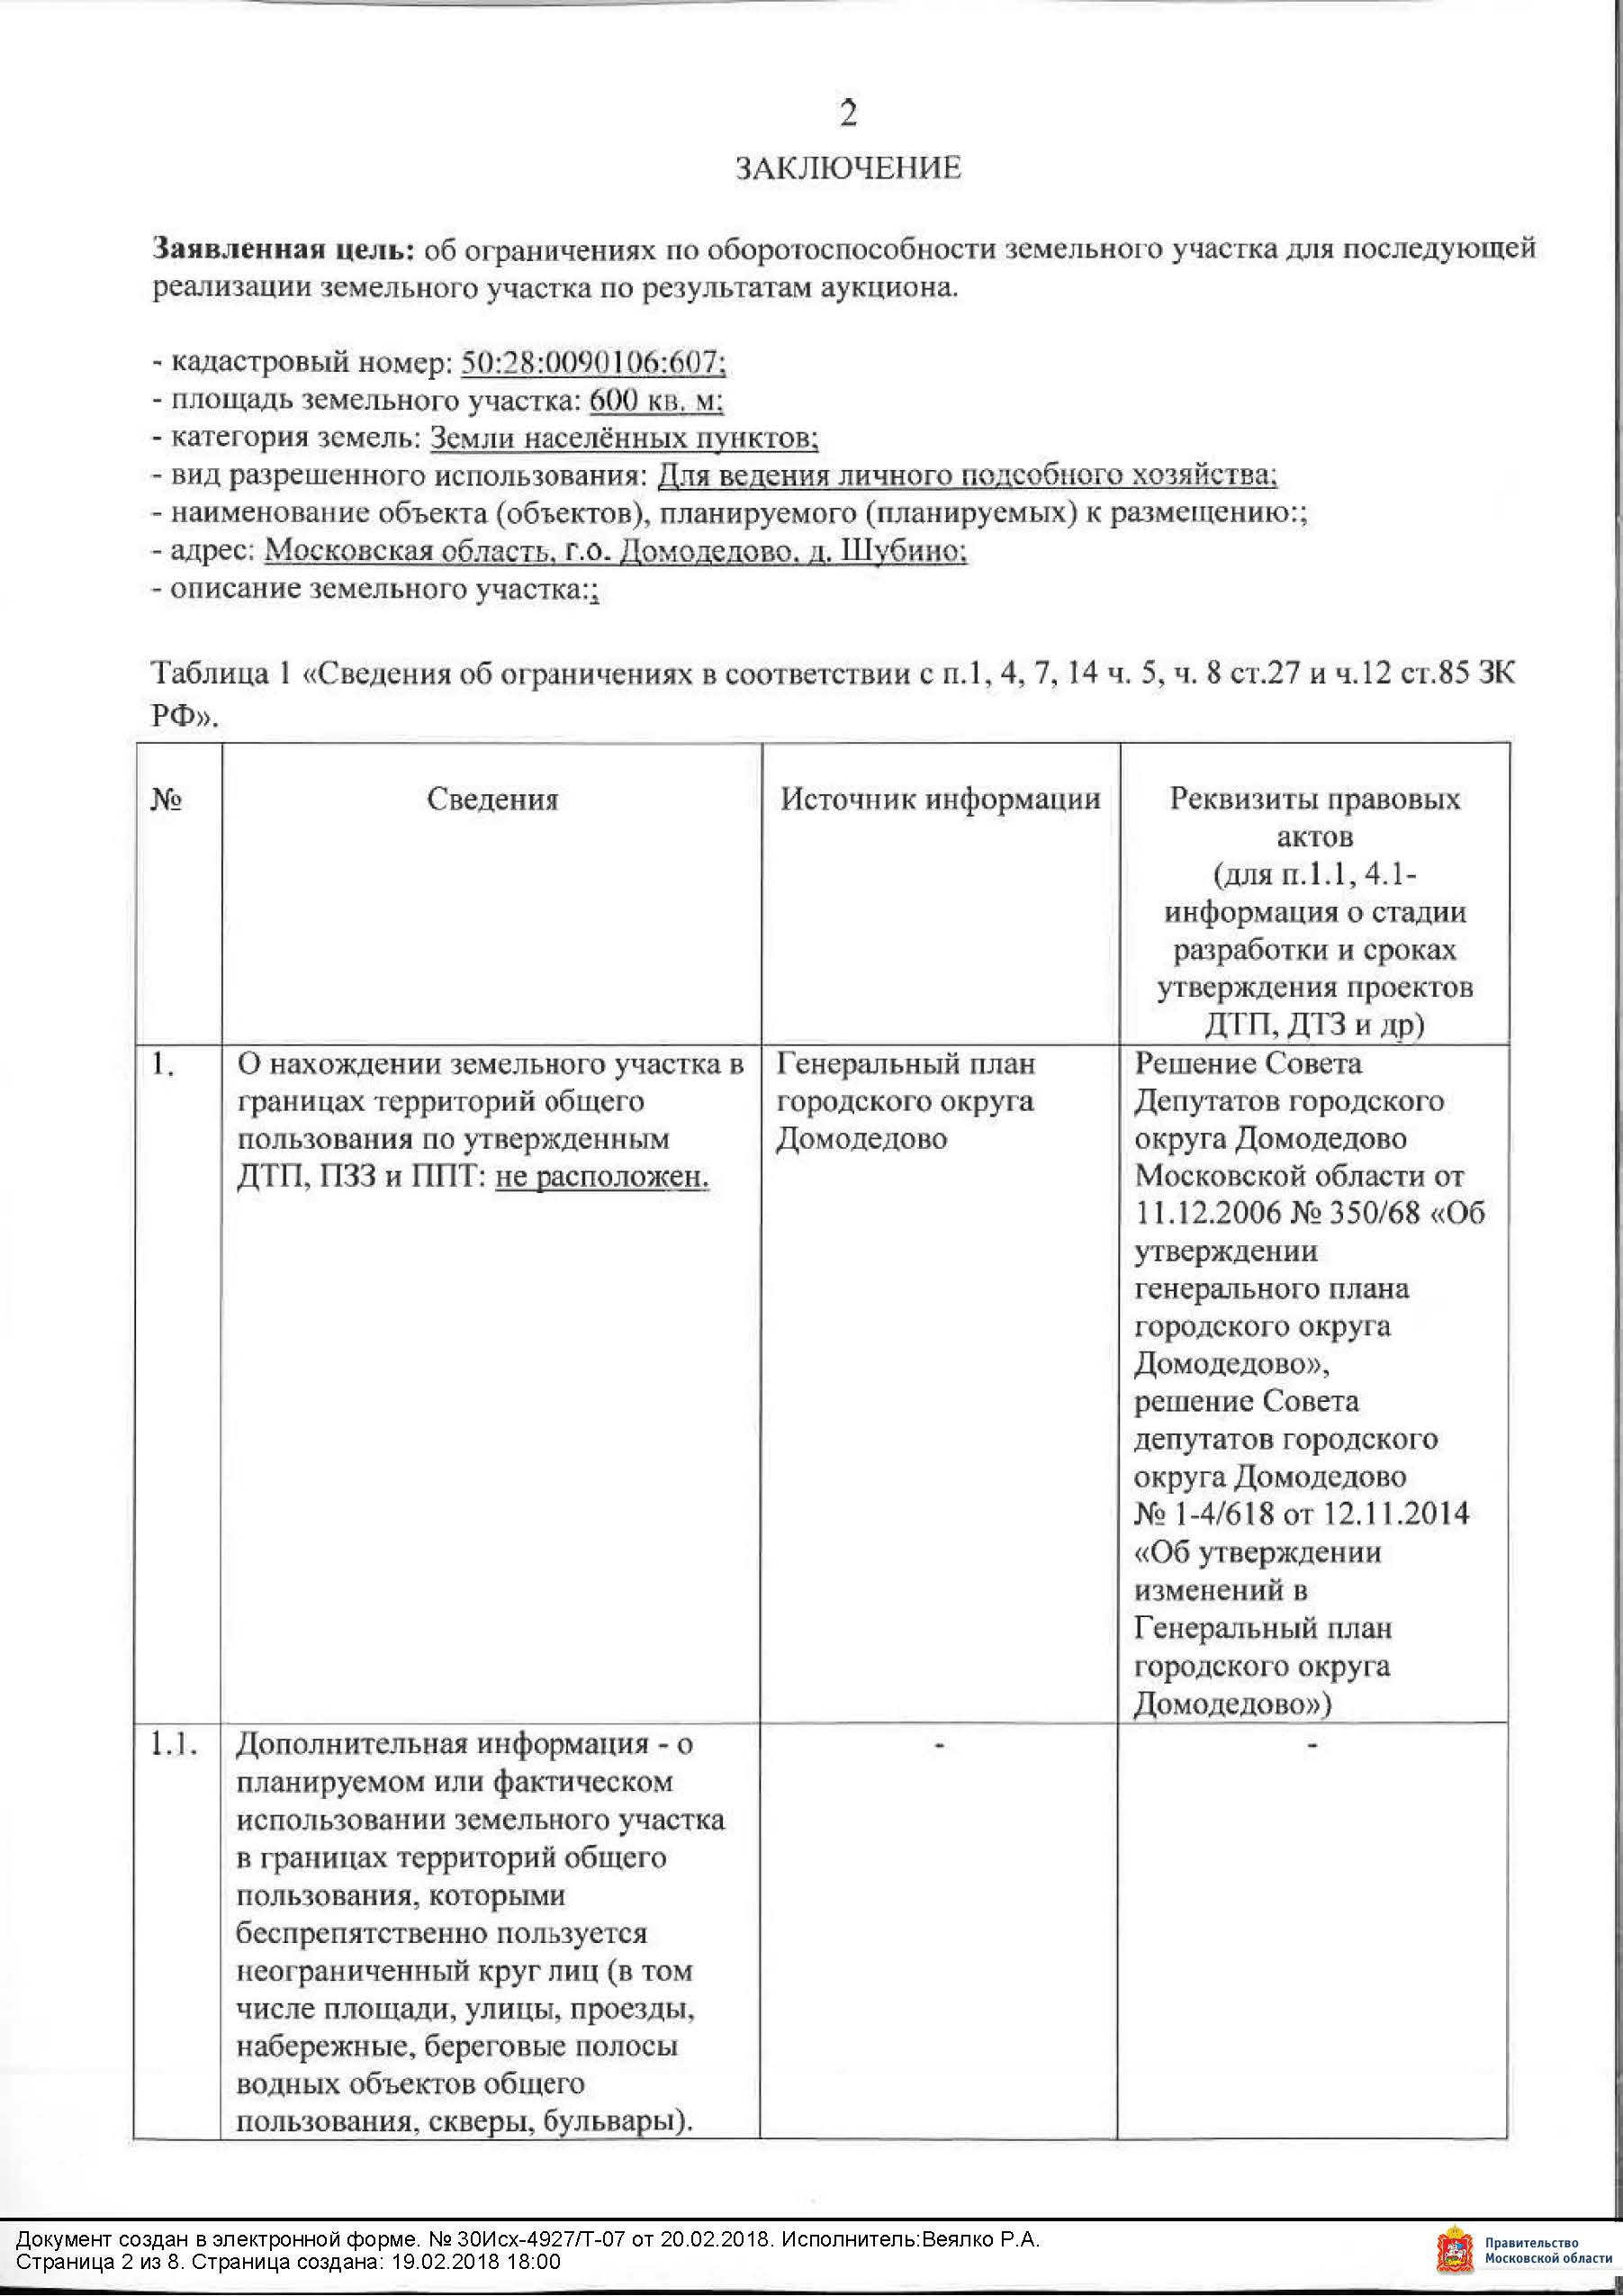 2
ЗАКЛЮЧЕНИЕ
Заявленная цель: об ограничениях по оборотоспособности земельного участка для последующей
реализации земельного участка по результатам аукциона.
- кадастровый номер: 50:28:0090106:607;
- площадь земельного участка: 600 кв. м;
- категория земель: Земли населённых пунктов;
- вид разрешенного использования: Для ведения личного подсобного хозяйства;
- наименование объекта (объектов), планируемого (планируемых) к размещению:;
- адрес: Московская область, г.о. Домодедово, д. Шубино;
- описание земельного участка:;
Таблица 1 «Сведения об ограничениях в соответствии с п.1, 4, 7, 14 ч. 5, ч. 8 ст.27 и ч.12 ст.85 ЗК
РФ».
№
Сведения
Источник информации
Реквизиты правовых
актов
(для п.1.1, 4.1-
информация о стадии
разработки и сроках
утверждения проектов
ДТП, ДТЗ и др)
1.
О нахождении земельного участка в
границах территорий общего
пользования по утвержденным
ДТП, ПЗЗ и ППТ: не расположен.
Генеральный план
городского округа
Домодедово
Решение Совета
Депутатов городского
округа Домодедово
Московской области от
11.12.2006 № 350/68 «Об
утверждении
генерального плана
городского округа
Домодедово»,
решение Совета
депутатов городского
округа Домодедово
№ 1-4/618 от 12.11.2014
«Об утверждении
изменений в
Генеральный план
городского округа
Домодедово»)
1.1.
Дополнительная информация - о
планируемом или фактическом
использовании земельного участка
в границах территорий общего
пользования, которыми
беспрепятственно пользуется
неограниченный круг лиц (в том
числе площади, улицы, проезды,
набережные, береговые полосы
водных объектов общего
пользования, скверы, бульвары).
-
-
Документ создан в электронной форме. № 30Исх-4927/Т-07 от 20.02.2018. Исполнитель:Веялко Р.А.
Страница 2 из 8. Страница создана: 19.02.2018 18:00
Правительство
Московской области